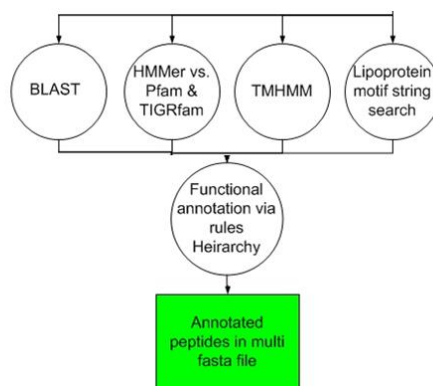 BLAST
HMMer vs.
Pfam &
TIGRfam
TMHMM
Lipoprotein
motif string
search
Functional
annotation via
rules
Heirarchy
Annotated
peptides in multi
fasta file